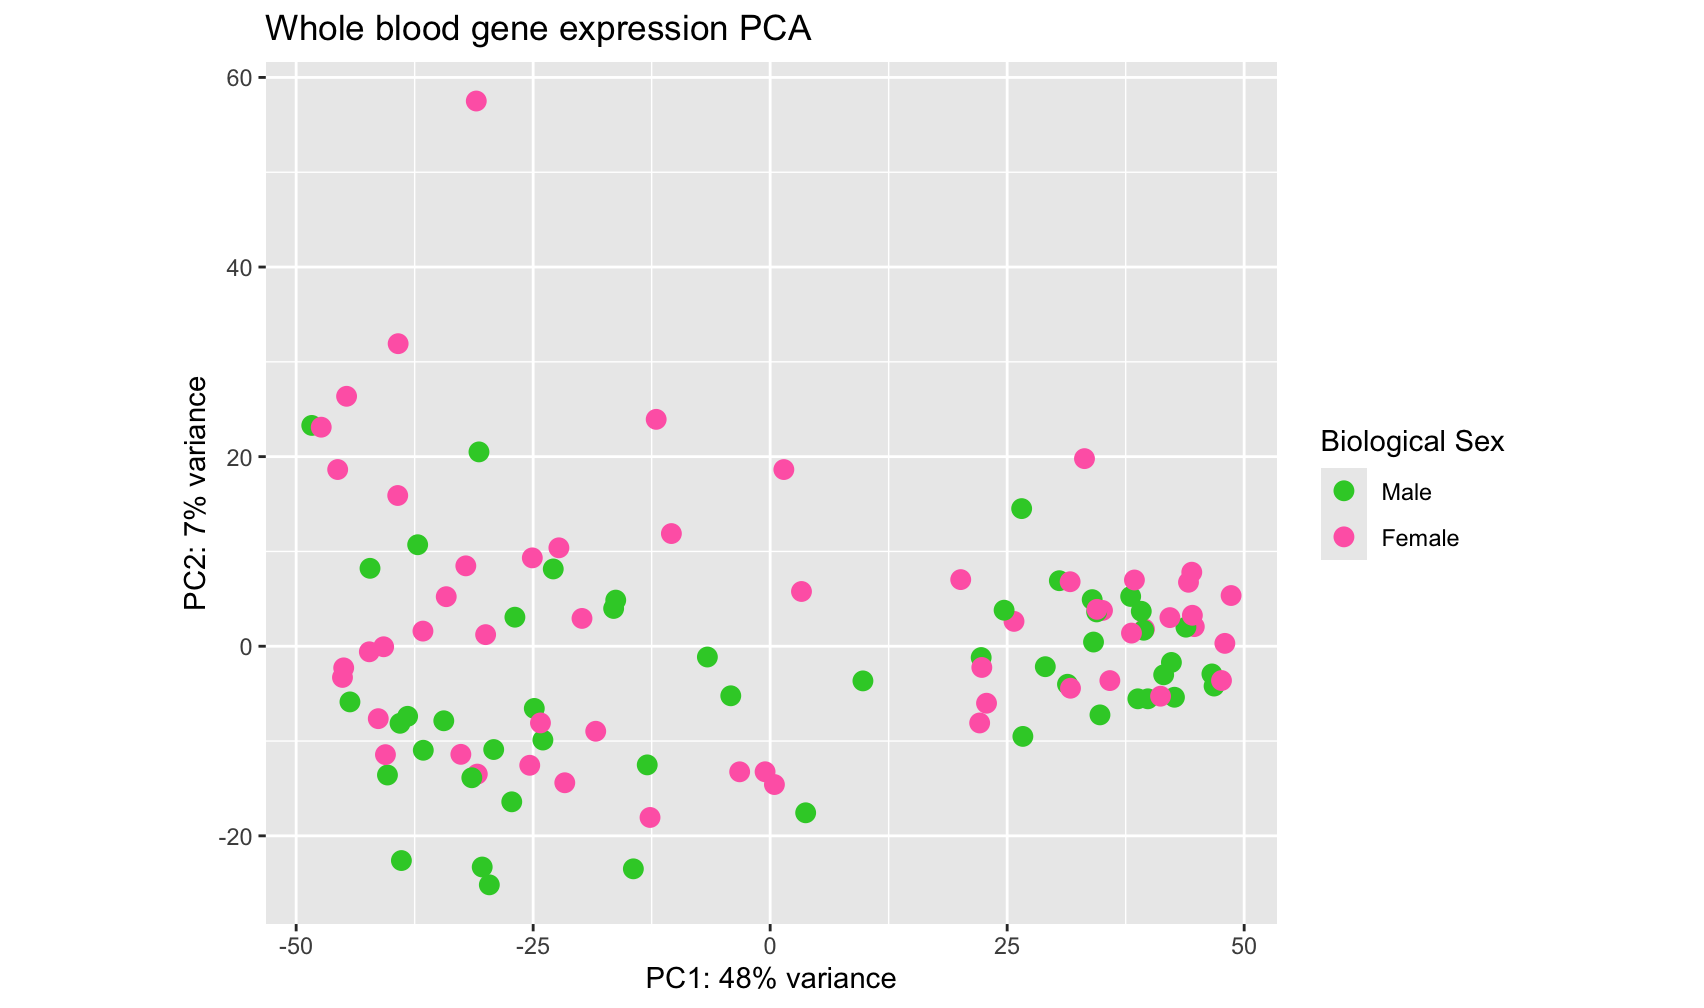 Whole blood gene expression PCA
60
40
20
0
-20
PC2: 7% variance
-50
-25
0
25
50
PC1: 48% variance
Biological Sex
Male
Female